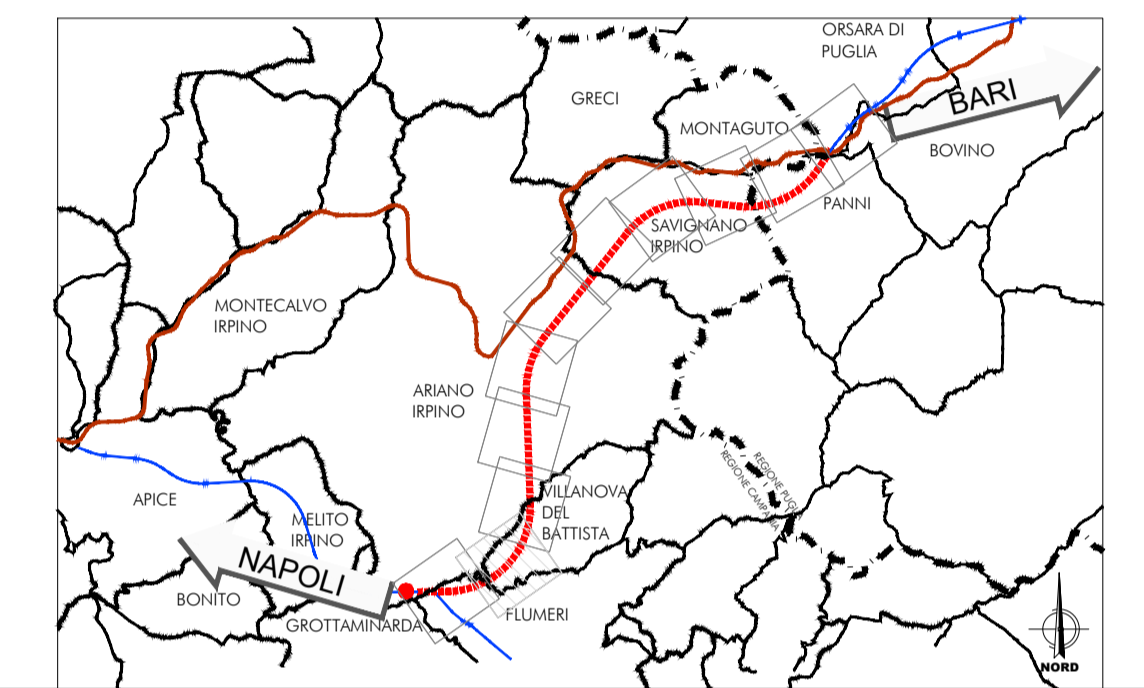 ORSARA DI
PUGLIA
GRECI
BARI
MONTAGUTO
BOVINO
PANNI
SAVIGNANO
IRPINO
MONTECALVO
IRPINO
ARIANO
IRPINO
REGIONE PUGLIA
REGIONE CAMPANIA
APICE
VILLANOVA
DEL
BATTISTA
MELITO
IRPINO
NAPOLI
BONITO
FLUMERI
GROTTAMINARDA
NORD